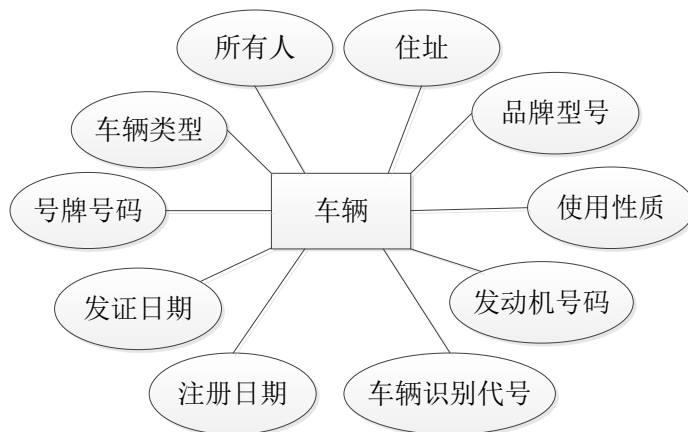 所有人
住址
车辆类型
品牌型号
号牌号码
车辆
使用性质
发证日期
发动机号码
注册日期
车辆识别代号